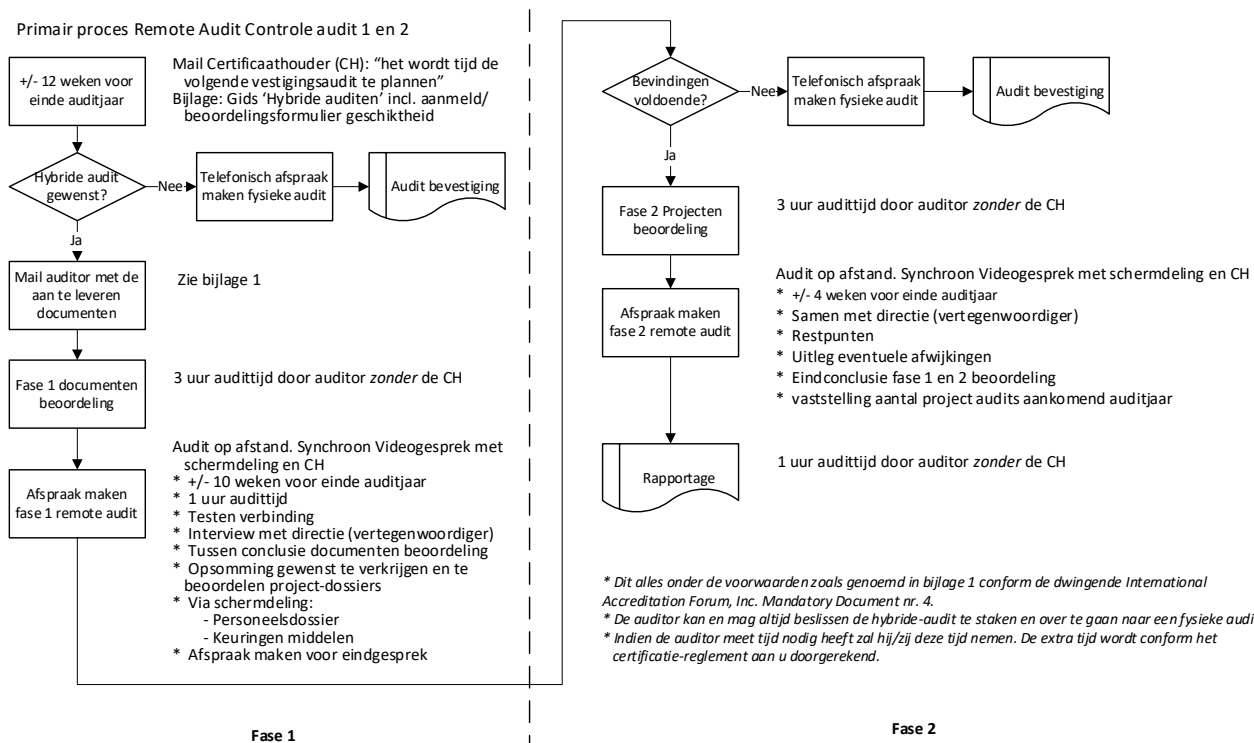 Primair proces Remote Audit Controle audit 1 en 2
+/- 12 weken voor
einde auditjaar
Mail Certificaathouder (CH): “het wordt tijd de
volgende vestigingsaudit te plannen”
Bijlage: Gids ‘Hybride auditen’ incl. aanmeld/
beoordelingsformulier geschiktheid
Hybride audit
gewenst?
Nee
Telefonisch afspraak
maken fysieke audit
Audit bevestiging
Ja
Mail auditor met de
aan te leveren
documenten
Zie bijlage 1
Fase 1 documenten
beoordeling
3 uur audittijd door auditor zonder de CH
Afspraak maken
fase 1 remote audit
Audit op afstand. Synchroon Videogesprek met
schermdeling en CH
* +/- 10 weken voor einde auditjaar
* 1 uur audittijd
* Testen verbinding
* Interview met directie (vertegenwoordiger)
* Tussen conclusie documenten beoordeling
* Opsomming gewenst te verkrijgen en te
beoordelen project-dossiers
* Via schermdeling:
- Personeelsdossier
- Keuringen middelen
* Afspraak maken voor eindgesprek
Fase 1
Bevindingen
voldoende?
Nee
Telefonisch afspraak
maken fysieke audit
Audit bevestiging
Ja
Fase 2 Projecten
beoordeling
3 uur audittijd door auditor zonder de CH
Afspraak maken
fase 2 remote audit
Audit op afstand. Synchroon Videogesprek met schermdeling en CH
* +/- 4 weken voor einde auditjaar
* Samen met directie (vertegenwoordiger)
* Restpunten
* Uitleg eventuele afwijkingen
* Eindconclusie fase 1 en 2 beoordeling
* vaststelling aantal project audits aankomend auditjaar
Rapportage
1 uur audittijd door auditor zonder de CH
* Dit alles onder de voorwaarden zoals genoemd in bijlage 1 conform de dwingende International
Accreditation Forum, Inc. Mandatory Document nr. 4.
* De auditor kan en mag altijd beslissen de hybride-audit te staken en over te gaan naar een fysieke audi
* Indien de auditor meet tijd nodig heeft zal hij/zij deze tijd nemen. De extra tijd wordt conform het
certificatie-reglement aan u doorgerekend.
Fase 2